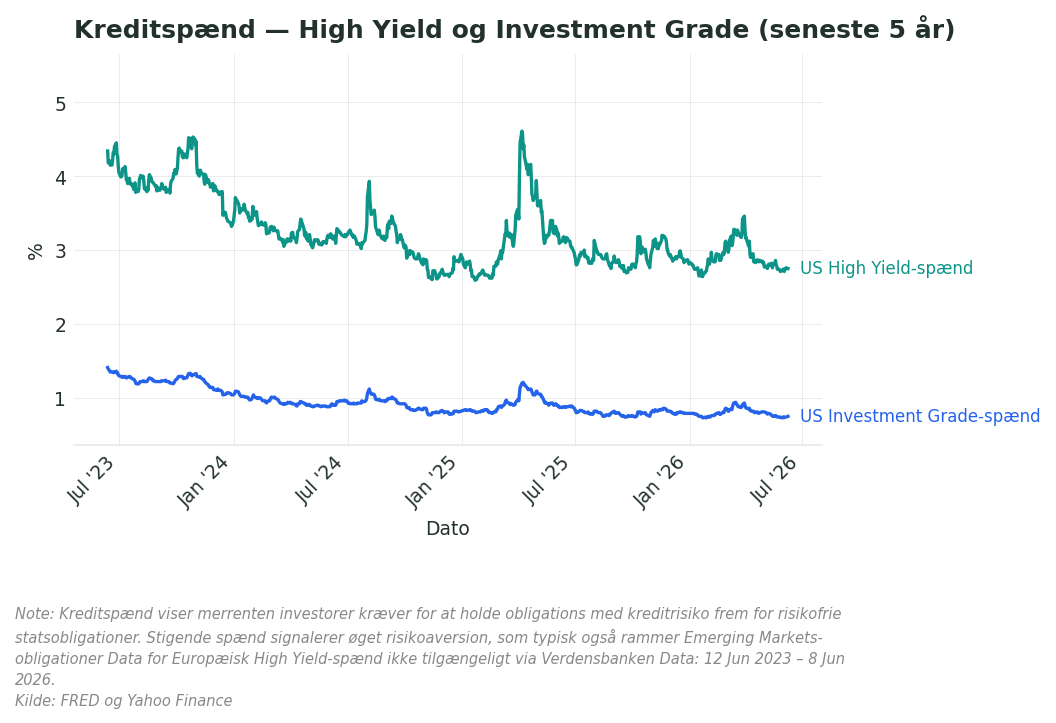 Kreditspænd — High Yield og Investment Grade (seneste 5 år)
5
4
3
2
1
%
US High Yield-spænd
US Investment Grade-spænd
Jul '23
Jan '24
Jul '24
Jan '25
Jul '25
Jan '26
Jul '26
Dato
Note: Kreditspænd viser merrenten investorer kræver for at holde obligations med kreditrisiko frem for risikofrie
statsobligationer. Stigende spænd signalerer øget risikoaversion, som typisk også rammer Emerging Markets-
obligationer Data for Europæisk High Yield-spænd ikke tilgængeligt via Verdensbanken Data: 12 Jun 2023 – 8 Jun
2026.
Kilde: FRED og Yahoo Finance